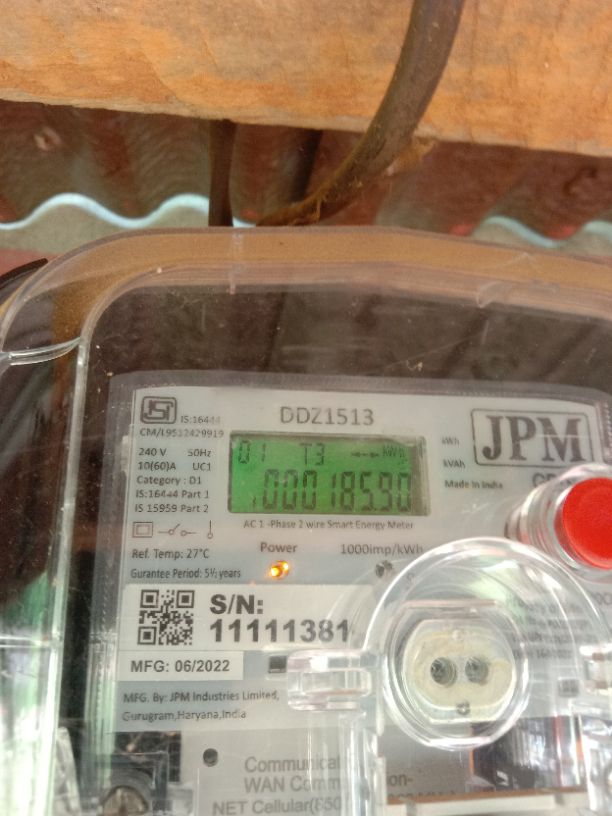 IS:16444
CM/L9512429919
DDZ1513
240 V 50Hz
10(60)A UC1
Category : D1
IS:16444 Part 1
IS 15959 Part 2
01 T3 kWh
00018590
kWh
kVAh
JPM
Made in India
AC 1 -Phase 2 wire Smart Energy Meter
Ref. Temp: 27°C
Power
1000imp/kWh
Gurantee Period: 5½ years
S/N:
11111381
MFG: 06/2022
MFG. By: JPM Industries Limited,
Gurugram,Haryana,India
WAN
NET Cellular(850